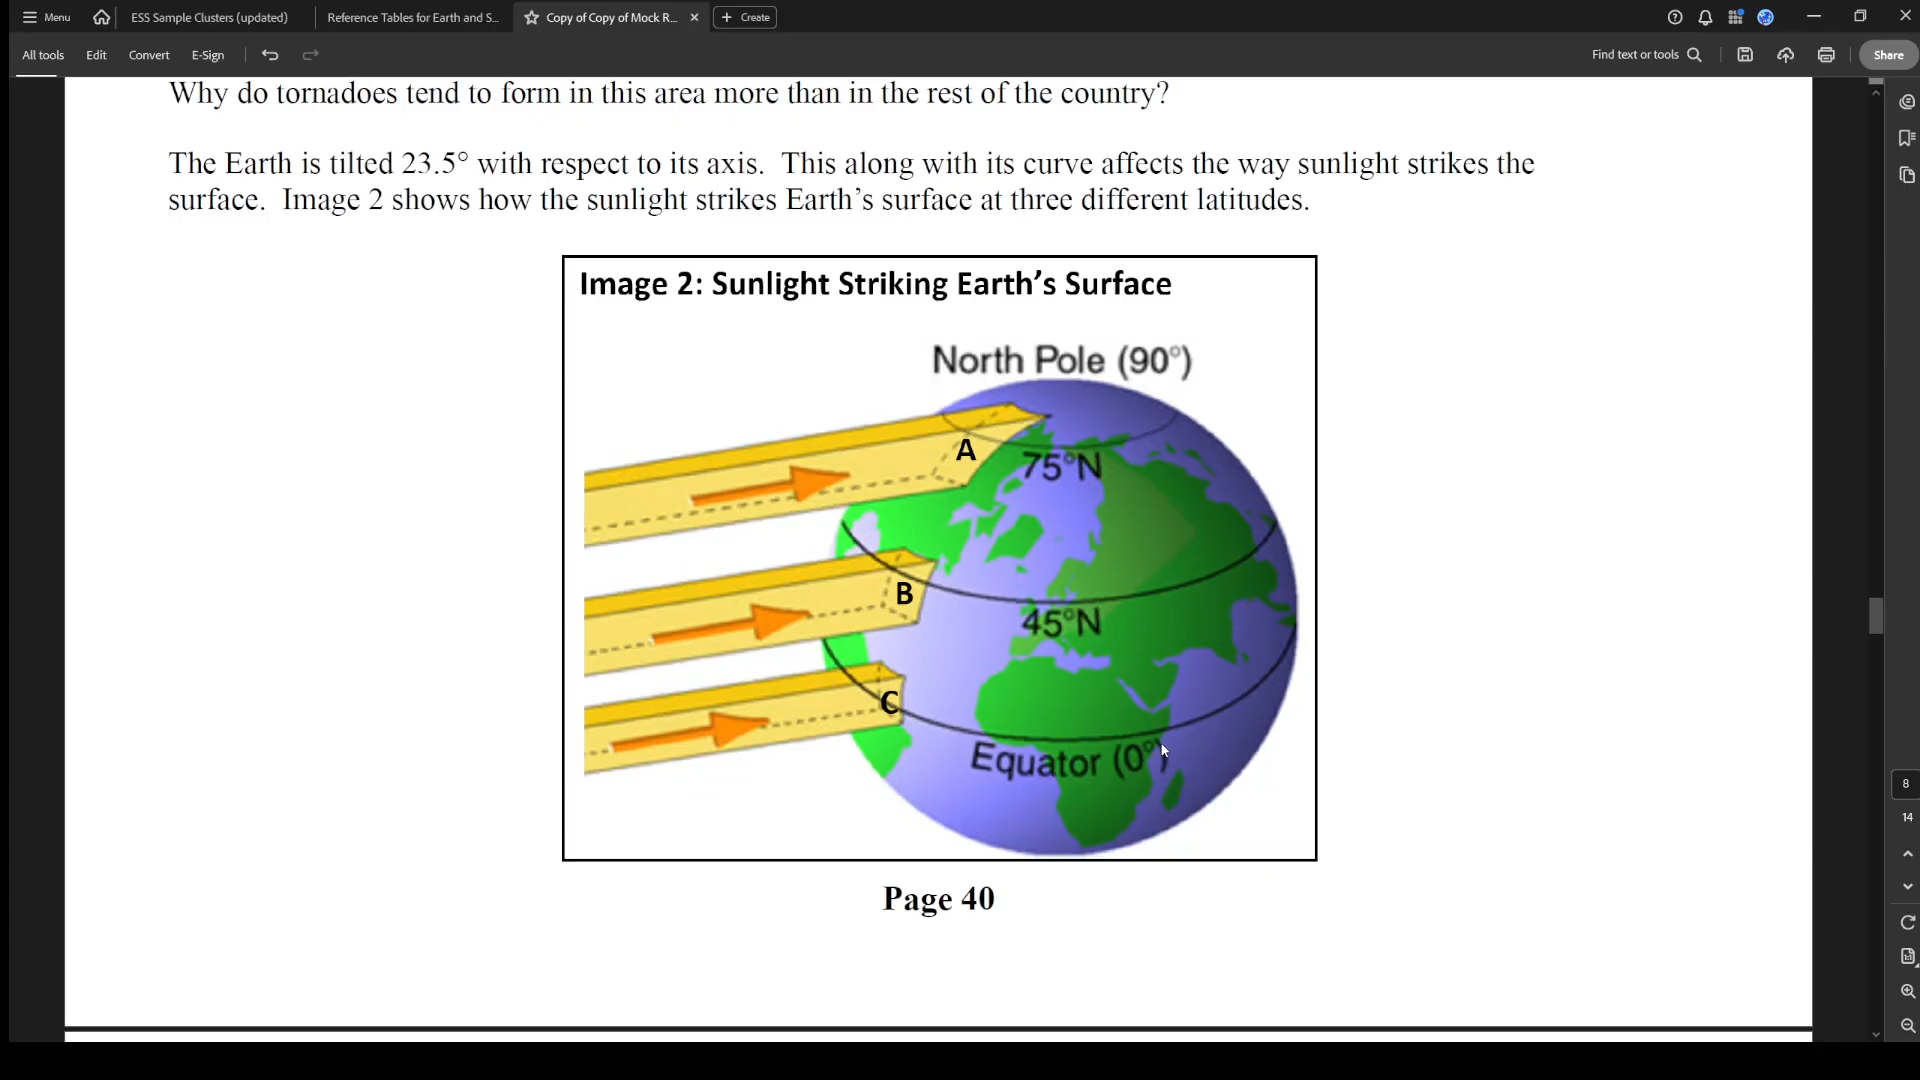 Menu
ESS Sample Clusters (updated)
Reference Tables for Earth and S...
Copy of Copy of Mock R...
Create
All tools
Edit
Convert
E-Sign
Find text or tools
Share
Why do tornadoes tend to form in this area more than in the rest of the country?
The Earth is tilted 23.5° with respect to its axis.  This along with its curve affects the way sunlight strikes the
surface.  Image 2 shows how the sunlight strikes Earth’s surface at three different latitudes.
Image 2: Sunlight Striking Earth’s Surface
North Pole (90°)
A
75°N
B
45°N
C
Equator (0°)
Page 40
8
14